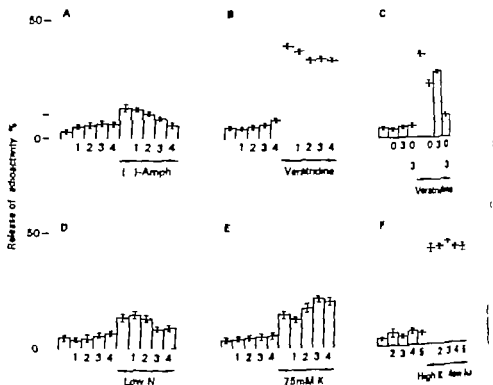 A
B
C
50
0
1 2 3 4 1 2 3 4
( )-Amph
1 2 3 4 1 2 3 4
Veratridine
0 3 0 0 3 0
3 3
Release of radioactivity %
D
E
F
50
0
1 2 3 4 1 2 3 4
Low N
1 2 3 4 1 2 3 4
75mM K
2 3 4 5 2 3 4 5
High K